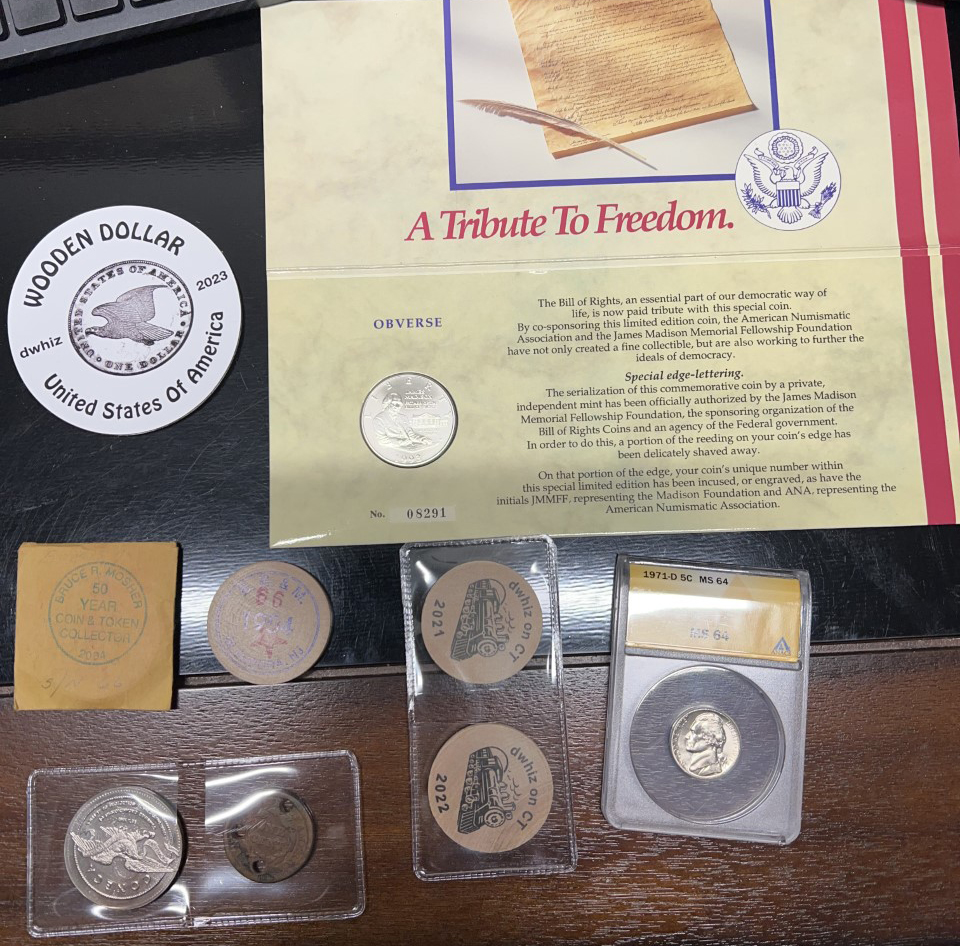 A Tribute To Freedom.
The Bill of Rights, an essential part of our democratic way of
life, is now paid tribute with this special coin.
By co-sponsoring this limited edition coin, the American Numismatic
Association and the James Madison Memorial Fellowship Foundation
have not only created a fine collectible, but are also working to further the
ideals of democracy.
Special edge-lettering.
The serialization of this commemorative coin by a private,
independent mint has been officially authorized by the James Madison
Memorial Fellowship Foundation, the sponsoring organization of the
Bill of Rights Coins and an agency of the Federal government.
In order to do this, a portion of the reeding on your coin's edge has
been delicately shaved away.
On that portion of the edge, your coin's unique number within
this special limited edition has been incused, or engraved, as have the
initials JMMFF, representing the Madison Foundation and ANA, representing the
American Numismatic Association.
OBVERSE
No. 08291
WOODEN DOLLAR
2023
UNITED STATES OF AMERICA
ONE DOLLAR
dwhiz
United States Of America
BRUCE R. MOSHER
50
YEAR
COIN & TOKEN
COLLECTOR
66
dwhiz on CT
2021
dwhiz on CT
2022
1971-D 5C MS 64
MS 64